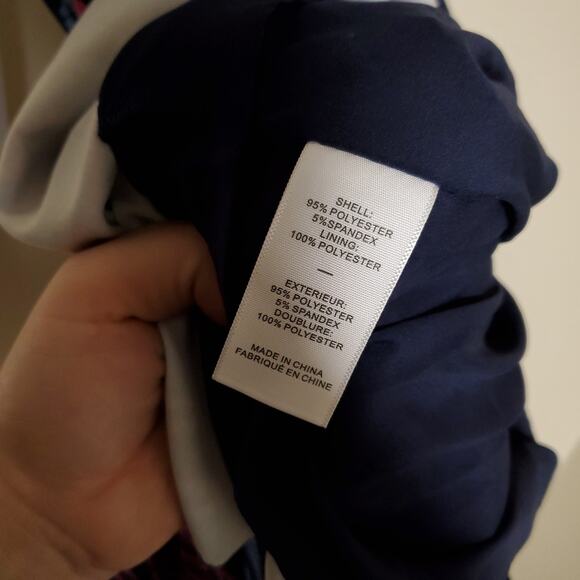 SHELL:
95% POLYESTER
5%SPANDEX
LINING:
100% POLYESTER
—
EXTERIEUR:
95% POLYESTER
5% SPANDEX
DOUBLURE:
100% POLYESTER
MADE IN CHINA
FABRIQUÉ EN CHINE